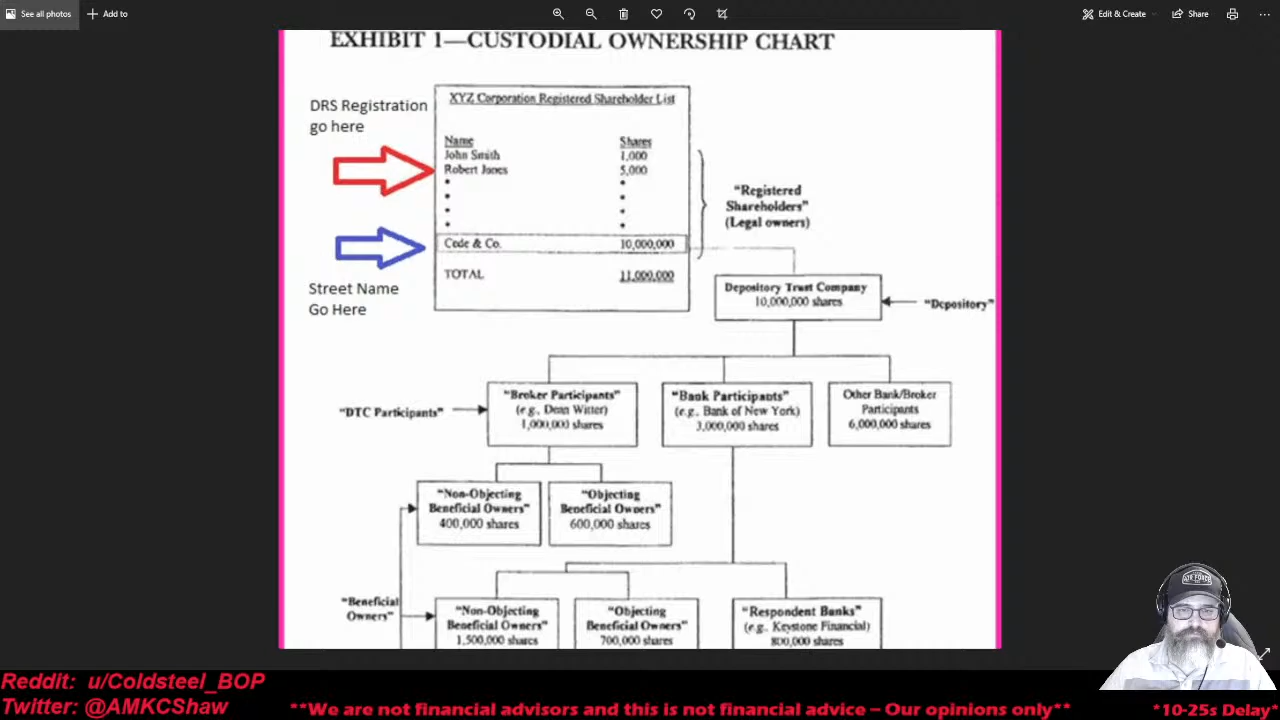 See all photos
Add to
Edit & Create
Share
EXHIBIT 1—CUSTODIAL OWNERSHIP CHART
DRS Registration
go here
XYZ Corporation Registered Shareholder List
Name Shares
John Smith 1,000
Robert Jones 5,000
Cede & Co. 10,000,000
TOTAL 11,000,000
Street Name
Go Here
"Registered
Shareholders"
(Legal owners)
Depository Trust Company
10,000,000 shares
"Depository"
"DTC Participants"
"Broker Participants"
(e.g., Dean Witter)
1,000,000 shares
"Bank Participants"
(e.g., Bank of New York)
3,000,000 shares
Other Bank/Broker
Participants
6,000,000 shares
"Non-Objecting
Beneficial Owners"
400,000 shares
"Objecting
Beneficial Owners"
600,000 shares
"Beneficial
Owners"
"Non-Objecting
Beneficial Owners"
1,500,000 shares
"Objecting
Beneficial Owners"
700,000 shares
"Respondent Banks"
(e.g., Keystone Financial)
800,000 shares
AIR FORCE
Reddit: u/Coldsteel_BOP
Twitter: @AMKCShaw
**We are not financial advisors and this is not financial advice – Our opinions only**
*10-25s Delay*